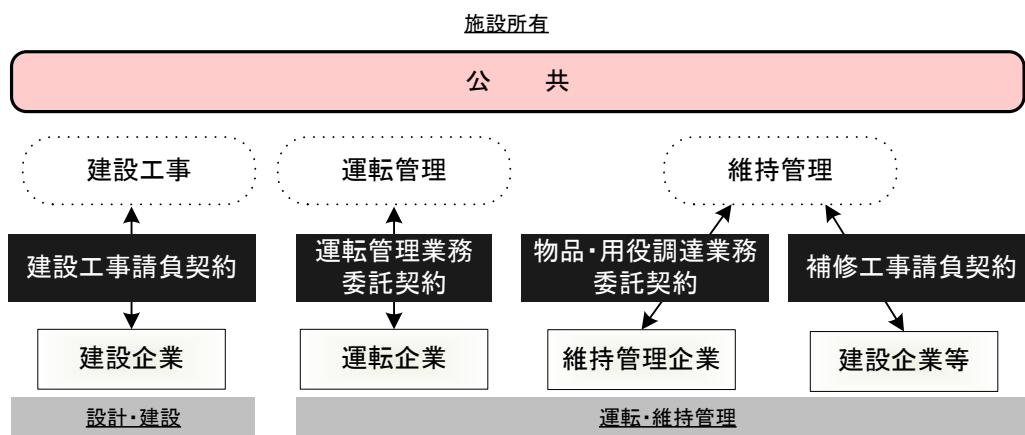 施設所有
公　共
建設工事
運転管理
維持管理
建設工事請負契約
運転管理業務
委託契約
物品・用役調達業務
委託契約
補修工事請負契約
建設企業
運転企業
維持管理企業
建設企業等
設計・建設
運転・維持管理